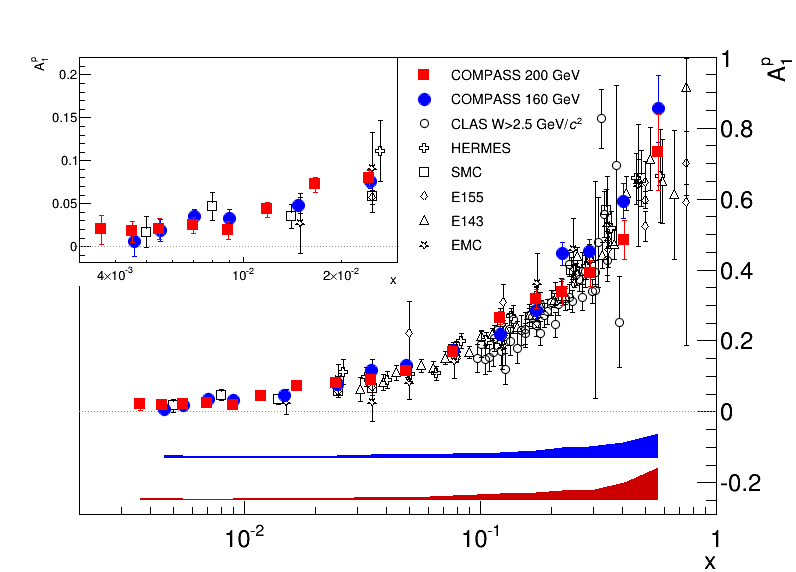 A₁ᵖ
0.2
0.15
0.1
0.05
0
4×10⁻³
10⁻²
2×10⁻²
x
COMPASS 200 GeV
COMPASS 160 GeV
CLAS W>2.5 GeV/c²
HERMES
SMC
E155
E143
EMC
A₁ᵖ
1
0.8
0.6
0.4
0.2
0
-0.2
10⁻²
10⁻¹
1
x